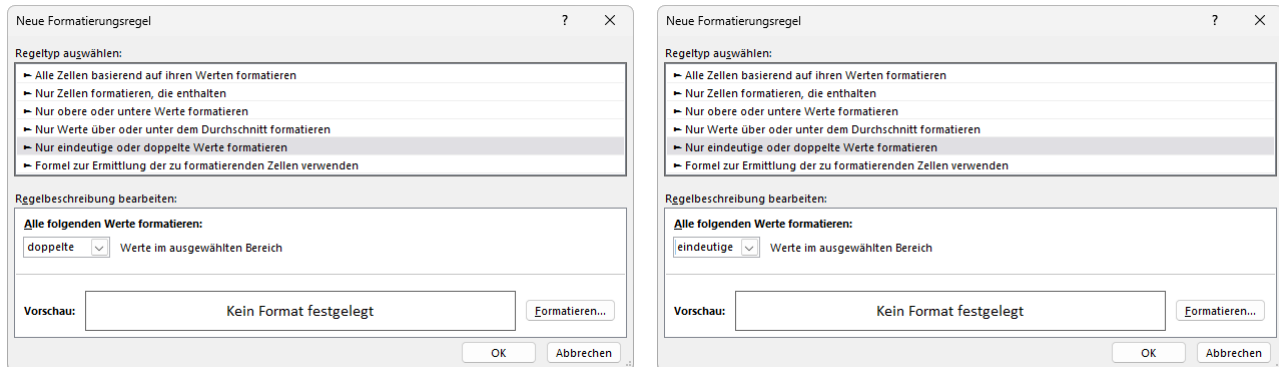 Neue Formatierungsregel ? ×
Regeltyp auswählen:
► Alle Zellen basierend auf ihren Werten formatieren
► Nur Zellen formatieren, die enthalten
► Nur obere oder untere Werte formatieren
► Nur Werte über oder unter dem Durchschnitt formatieren
► Nur eindeutige oder doppelte Werte formatieren
► Formel zur Ermittlung der zu formatierenden Zellen verwenden
Regelbeschreibung bearbeiten:
Alle folgenden Werte formatieren:
doppelte Werte im ausgewählten Bereich
Vorschau: Kein Format festgelegt Formatieren...
OK Abbrechen
Neue Formatierungsregel ? ×
Regeltyp auswählen:
► Alle Zellen basierend auf ihren Werten formatieren
► Nur Zellen formatieren, die enthalten
► Nur obere oder untere Werte formatieren
► Nur Werte über oder unter dem Durchschnitt formatieren
► Nur eindeutige oder doppelte Werte formatieren
► Formel zur Ermittlung der zu formatierenden Zellen verwenden
Regelbeschreibung bearbeiten:
Alle folgenden Werte formatieren:
eindeutige Werte im ausgewählten Bereich
Vorschau: Kein Format festgelegt Formatieren...
OK Abbrechen